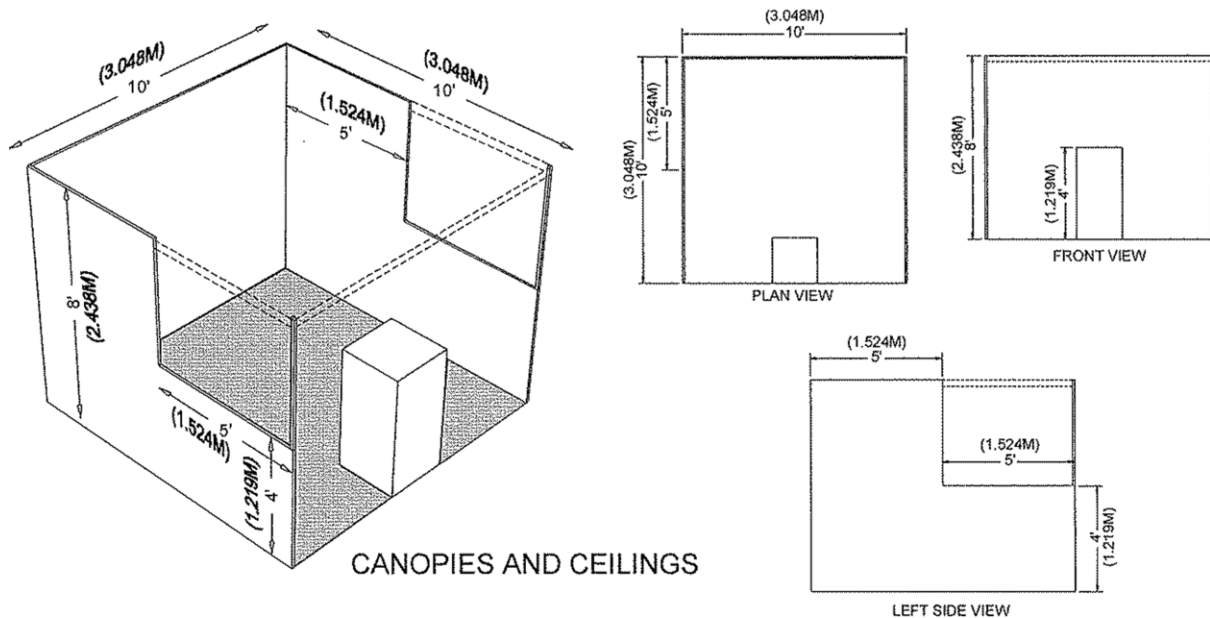 (3.048M)
10'
(3.048M)
10'
(1.524M)
5'
8'
(2.438M)
5'
(1.524M)
4'
(1.219M)
CANOPIES AND CEILINGS
(3.048M)
10'
(1.524M)
5'
(3.048M)
10'
PLAN VIEW
(2.438M)
8'
(1.219M)
4'
FRONT VIEW
(1.524M)
5'
(1.524M)
5'
4'
(1.219M)
LEFT SIDE VIEW